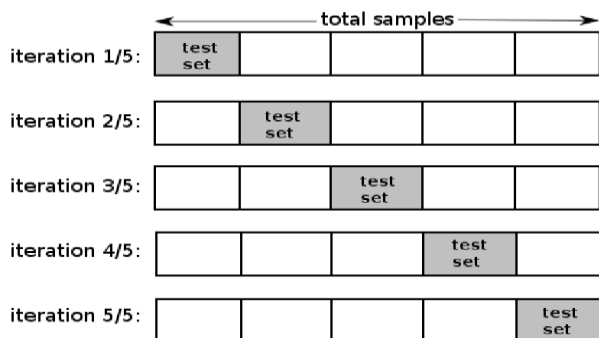 total samples
iteration 1/5:
test
set
iteration 2/5:
test
set
iteration 3/5:
test
set
iteration 4/5:
test
set
iteration 5/5:
test
set